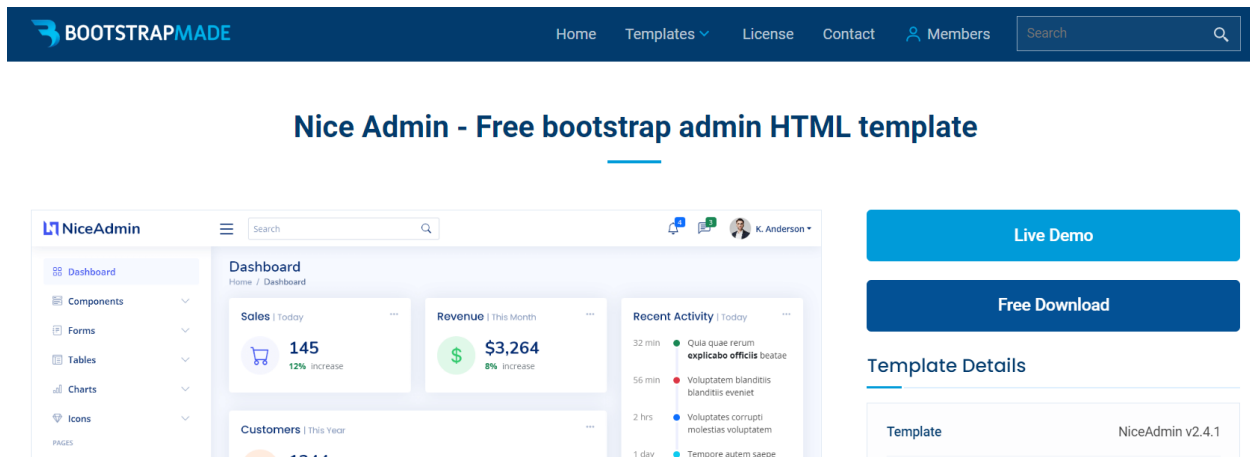 BOOTSTRAPMADE
Home Templates License Contact Members Search
Nice Admin - Free bootstrap admin HTML template
NiceAdmin
Search
4
3
K. Anderson
Dashboard
Components
Forms
Tables
Charts
Icons
PAGES
Dashboard
Home / Dashboard
Sales | Today
145
12% increase
Revenue | This Month
$
$3,264
8% increase
Customers | This Year
1244
Recent Activity | Today
32 min Quia quae rerum
explicabo officiis beatae
56 min Voluptatem blanditiis
blanditiis eveniet
2 hrs Voluptates corrupti
molestias voluptatem
1 day Tempore autem saepe
Live Demo
Free Download
Template Details
Template NiceAdmin v2.4.1